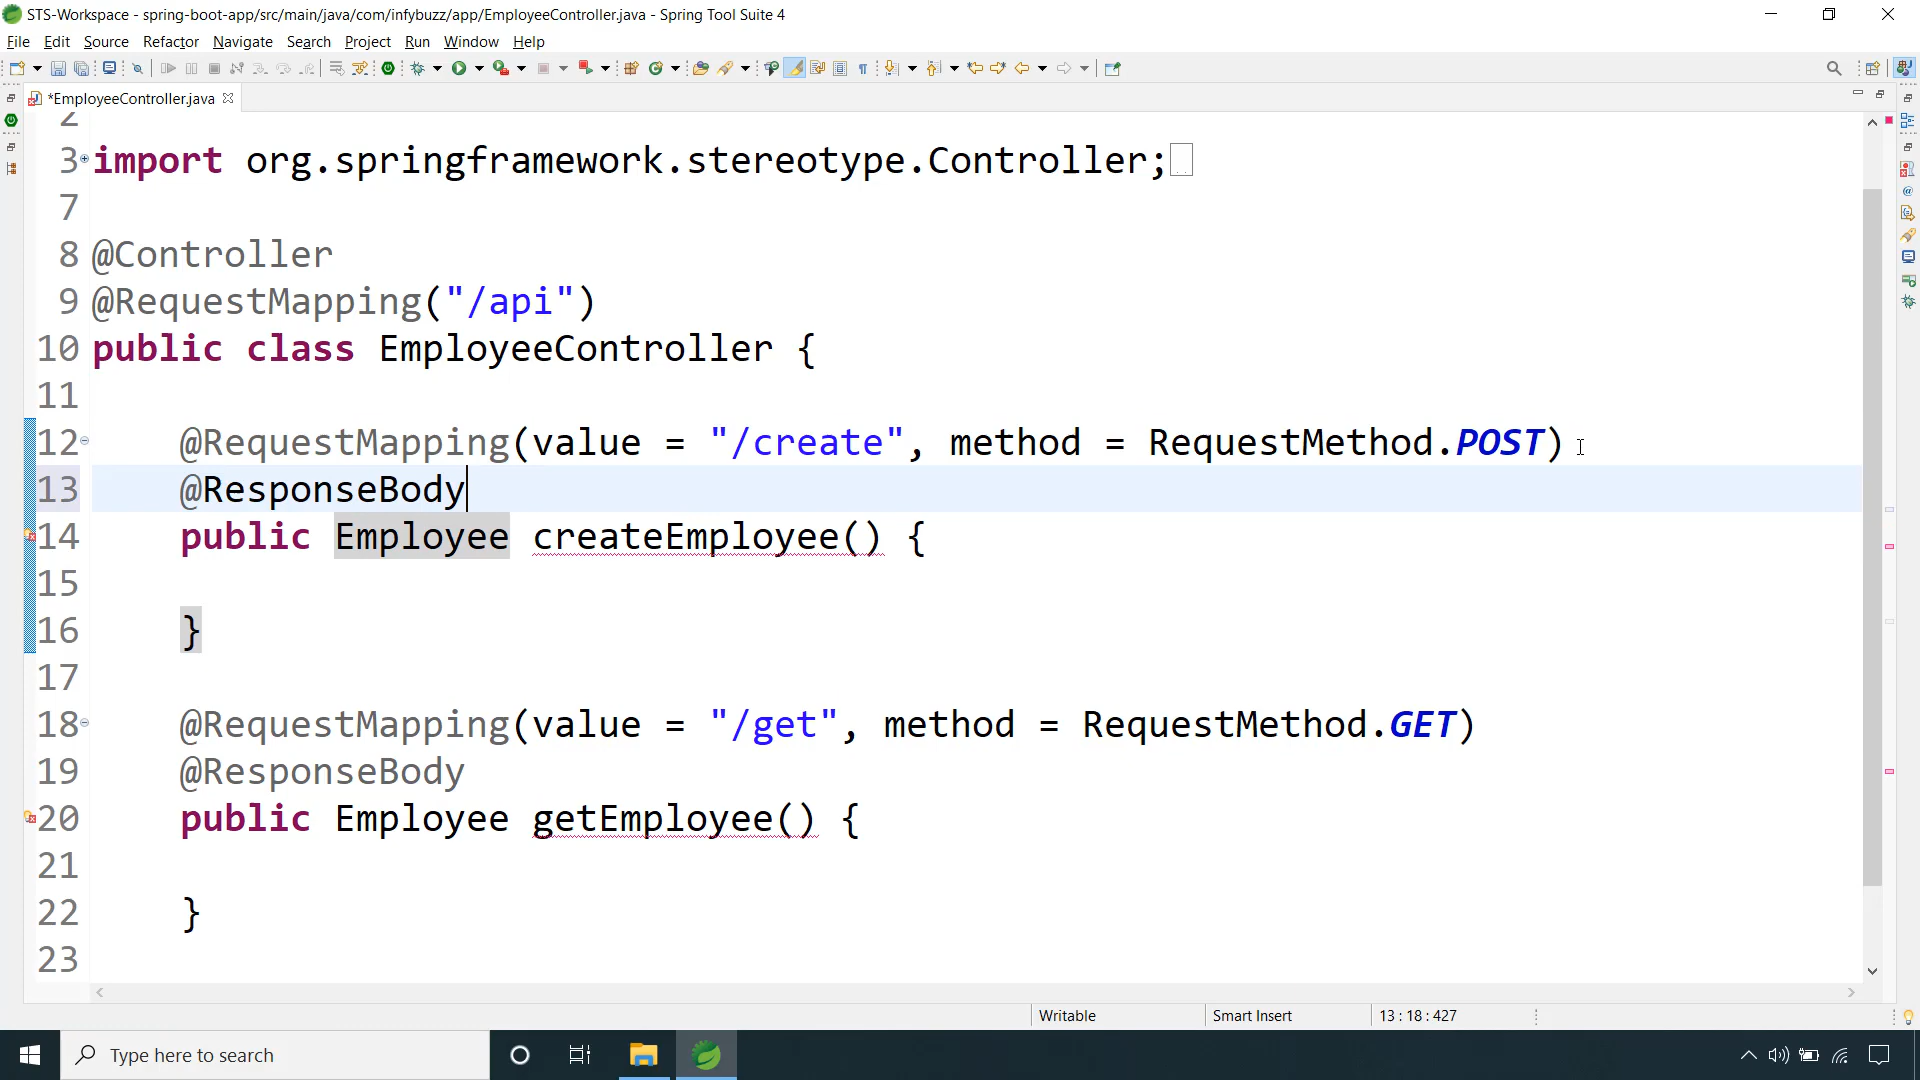 STS-Workspace - spring-boot-app/src/main/java/com/infybuzz/app/EmployeeController.java - Spring Tool Suite 4
File Edit Source Refactor Navigate Search Project Run Window Help
*EmployeeController.java
2
3 import org.springframework.stereotype.Controller;
7
8 @Controller
9 @RequestMapping("/api")
10 public class EmployeeController {
11
12 @RequestMapping(value = "/create", method = RequestMethod.POST)
13 @ResponseBody
14 public Employee createEmployee() {
15
16 }
17
18 @RequestMapping(value = "/get", method = RequestMethod.GET)
19 @ResponseBody
20 public Employee getEmployee() {
21
22 }
23
Writable Smart Insert 13 : 18 : 427
Type here to search